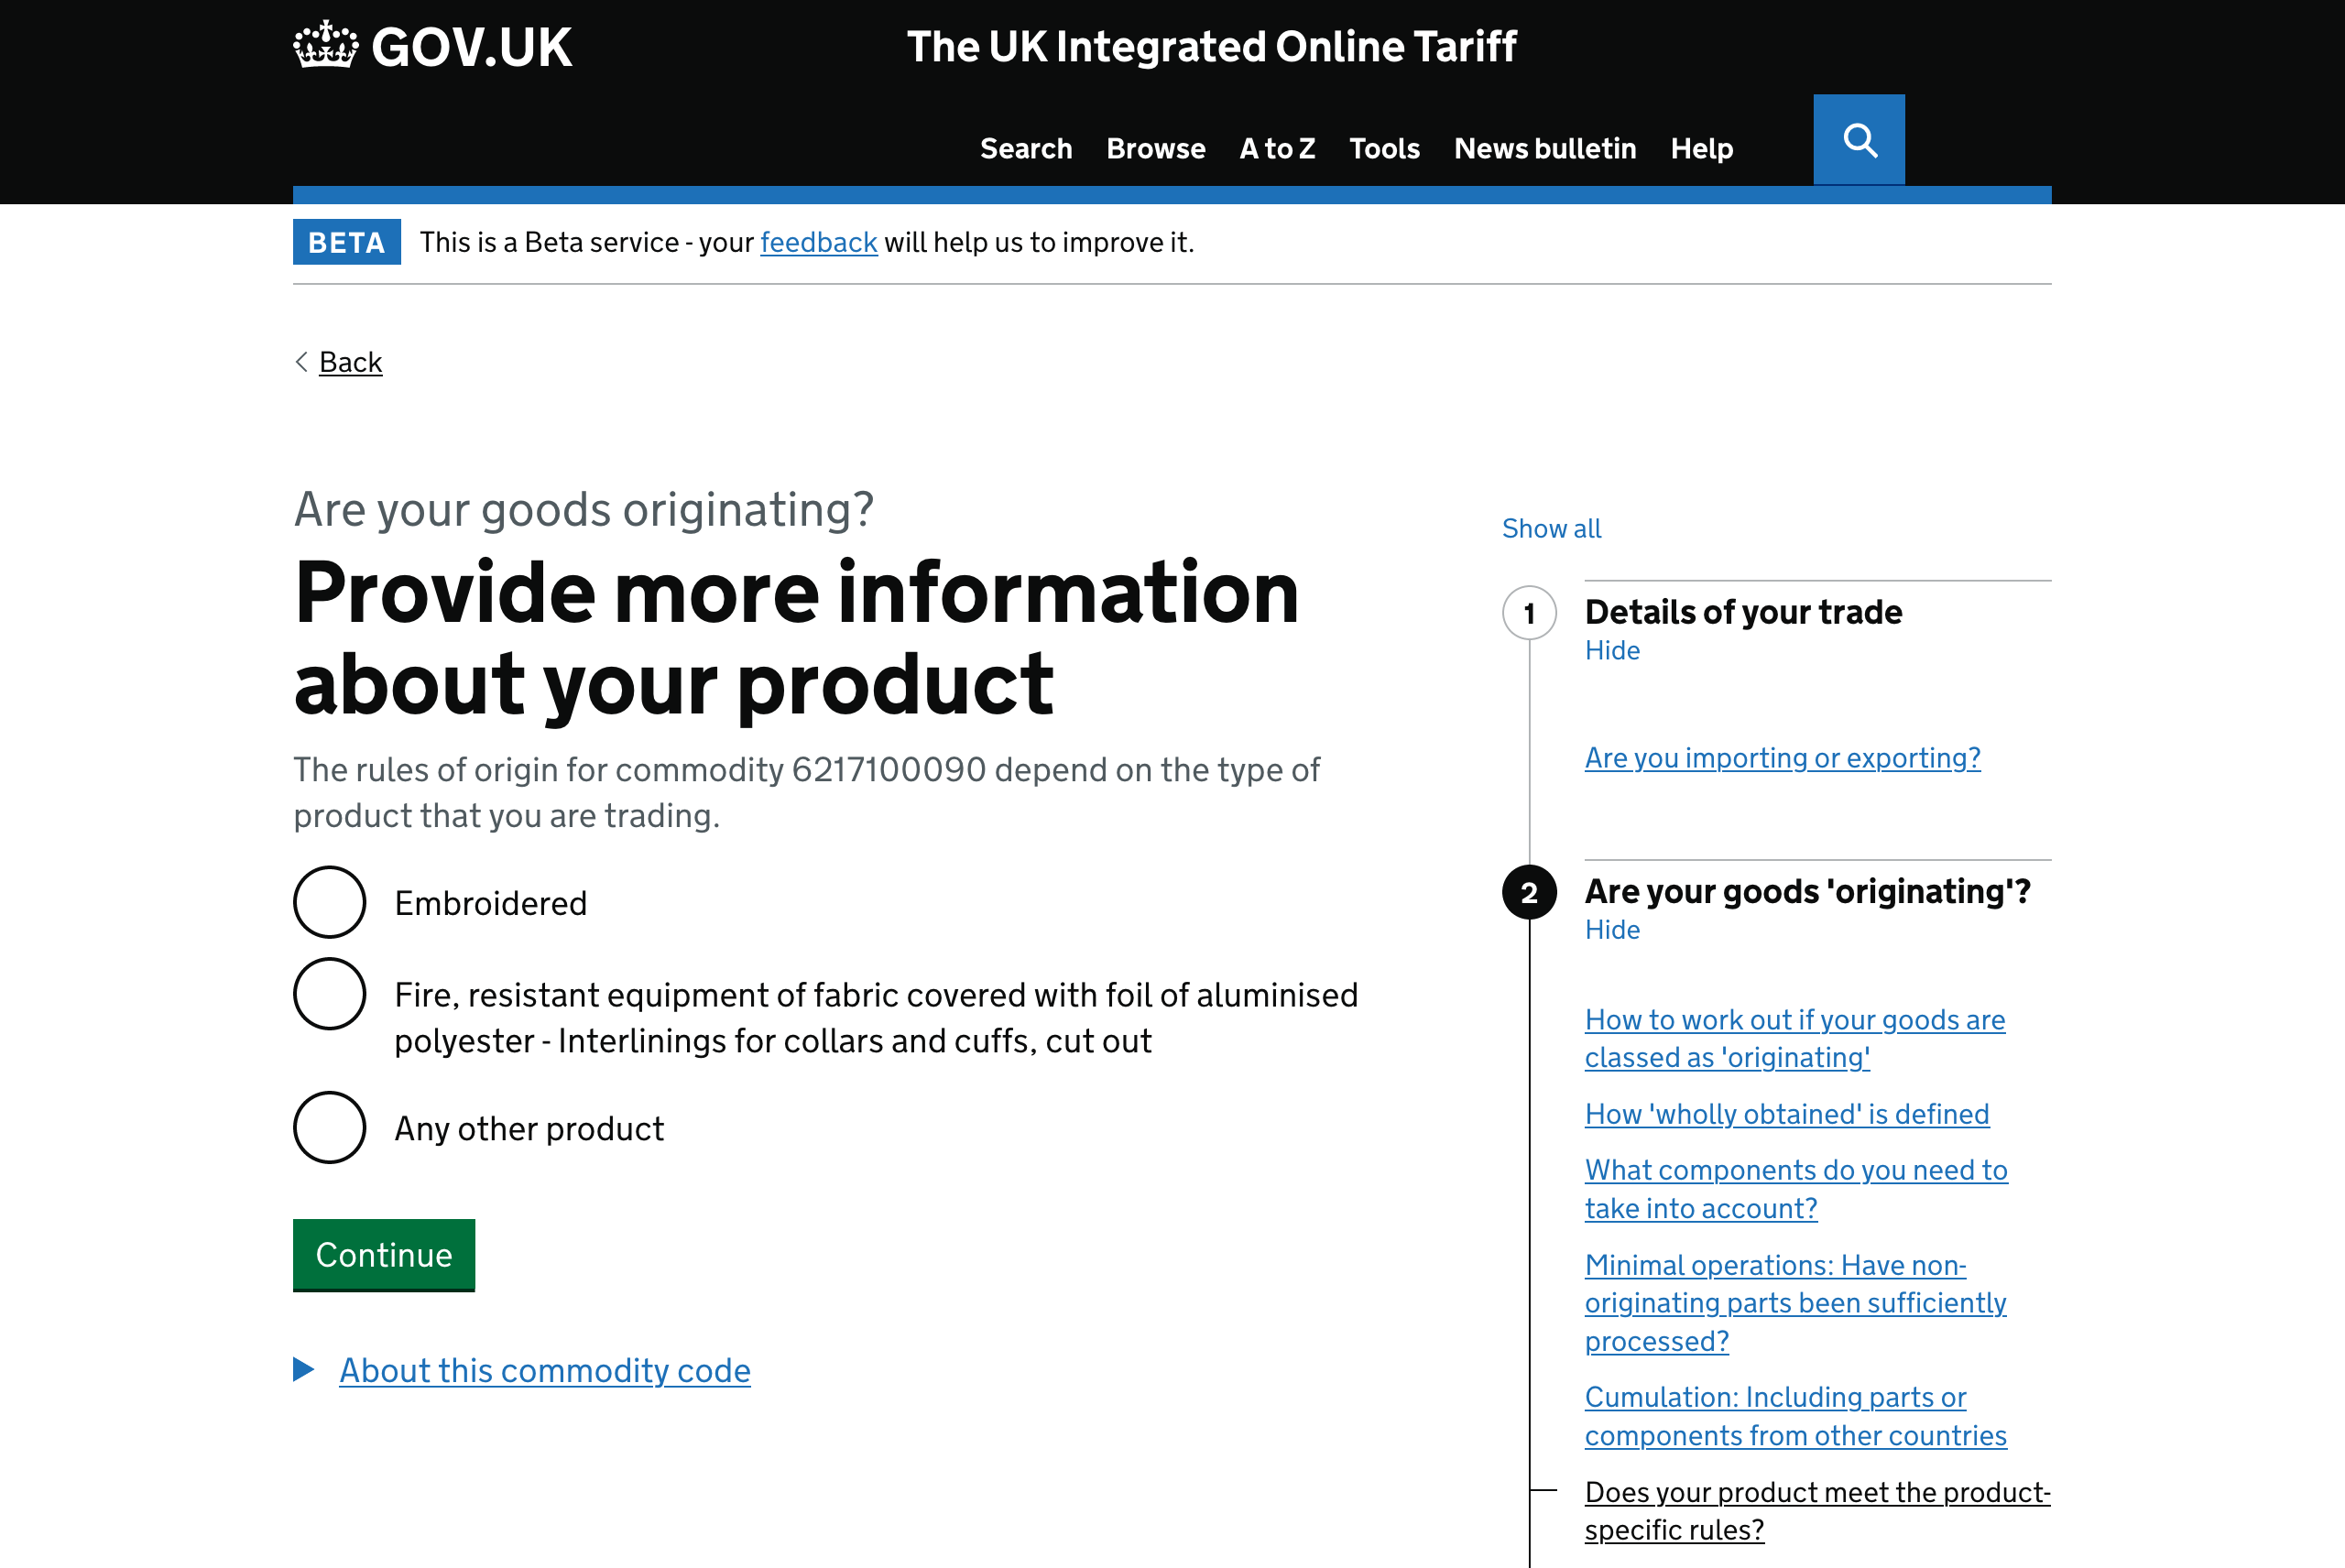 GOV.UK
The UK Integrated Online Tariff
Search Browse A to Z Tools News bulletin Help
BETA This is a Beta service - your feedback will help us to improve it.
Back
Are your goods originating?
Provide more information
about your product
The rules of origin for commodity 6217100090 depend on the type of
product that you are trading.
Embroidered
Fire, resistant equipment of fabric covered with foil of aluminised
polyester - Interlinings for collars and cuffs, cut out
Any other product
Continue
About this commodity code
Show all
1 Details of your trade
Hide
Are you importing or exporting?
2 Are your goods 'originating'?
Hide
How to work out if your goods are
classed as 'originating'
How 'wholly obtained' is defined
What components do you need to
take into account?
Minimal operations: Have non-
originating parts been sufficiently
processed?
Cumulation: Including parts or
components from other countries
Does your product meet the product-
specific rules?